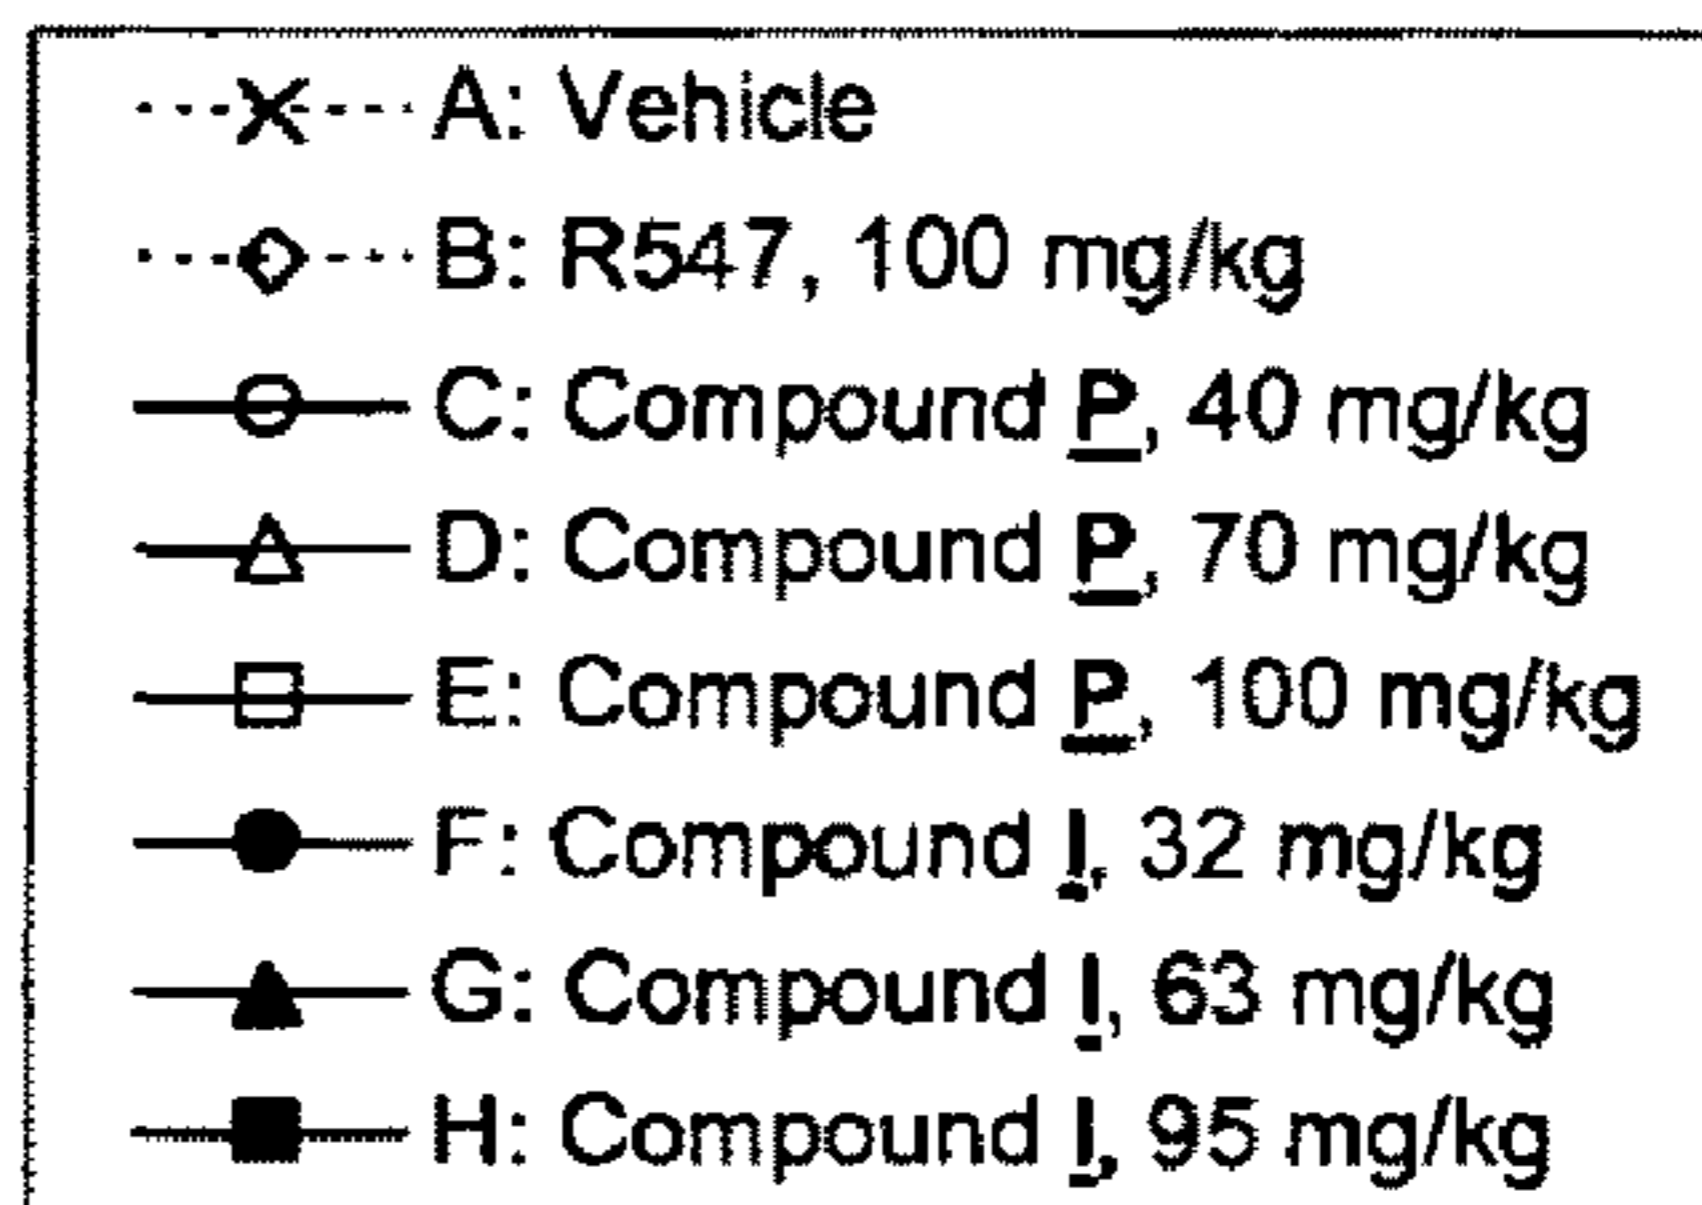 A: Vehicle
B: R547, 100 mg/kg
C: Compound P, 40 mg/kg
D: Compound P, 70 mg/kg
E: Compound P, 100 mg/kg
F: Compound I, 32 mg/kg
G: Compound I, 63 mg/kg
H: Compound I, 95 mg/kg